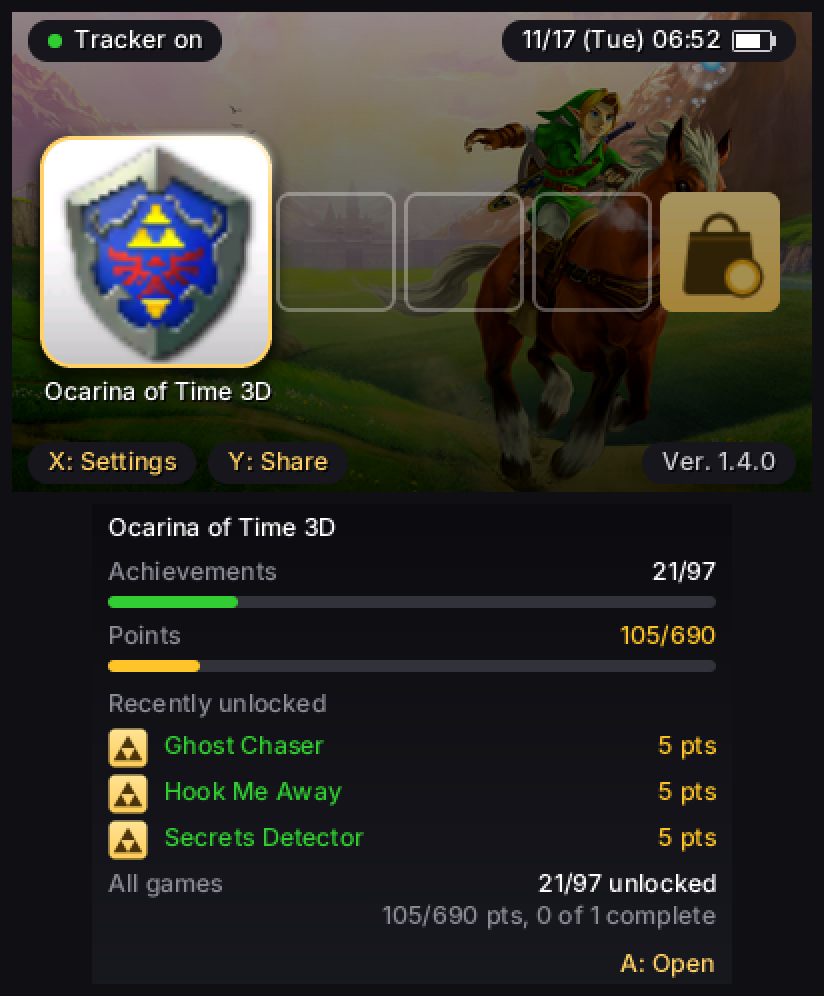 Tracker on
11/17 (Tue) 06:52
Ocarina of Time 3D
X: Settings
Y: Share
Ver. 1.4.0
Ocarina of Time 3D
Achievements 21/97
Points 105/690
Recently unlocked
Ghost Chaser 5 pts
Hook Me Away 5 pts
Secrets Detector 5 pts
All games 21/97 unlocked
105/690 pts, 0 of 1 complete
A: Open